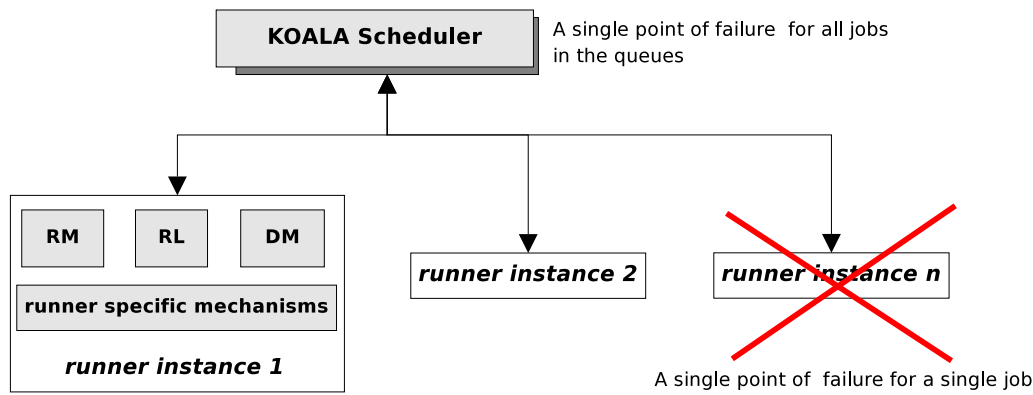 KOALA Scheduler
A single point of failure for all jobs
in the queues
RM
RL
DM
runner specific mechanisms
runner instance 1
runner instance 2
runner instance n
A single point of failure for a single job